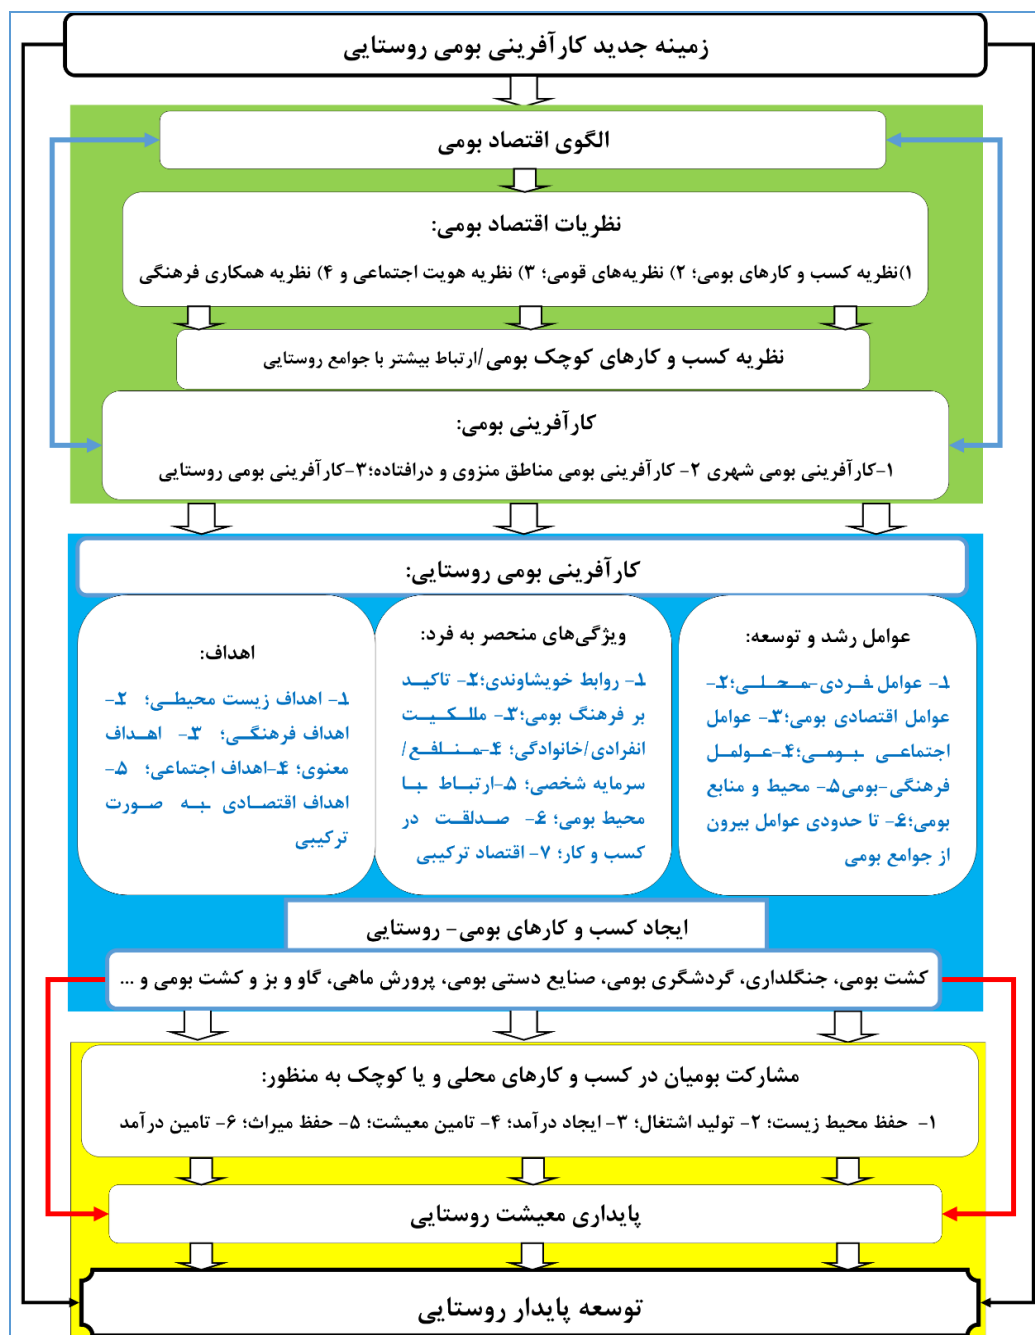 زمینه جدید کارآفرینی بومی روستایی
الگوی اقتصاد بومی
نظریات اقتصاد بومی:
۱)نظریه کسب و کارهای بومی؛ ۲) نظریه‌های قومی؛ ۳) نظریه هویت اجتماعی و ۴) نظریه همکاری فرهنگی
نظریه کسب و کارهای کوچک بومی/ارتباط بیشتر با جوامع روستایی
کارآفرینی بومی:
۱-کارآفرینی بومی شهری ۲- کارآفرینی بومی مناطق منزوی و درافتاده؛۳-کارآفرینی بومی روستایی
کارآفرینی بومی روستایی:
عوامل رشد و توسعه:
۱- عوامل فردی-محلی؛۲-
عوامل اقتصادی بومی؛۳- عوامل
اجتماعی بومی؛۴-عوامل
فرهنگی-بومی۵- محیط و منابع
بومی؛۶- تا حدودی عوامل بیرون
از جوامع بومی
ویژگی‌های منحصر به فرد:
۱- روابط خویشاوندی؛۲- تاکید
بر فرهنگ بومی؛۳- مالکیت
انفرادی/خانوادگی؛ ۴-منافع/
سرمایه شخصی؛ ۵-ارتباط با
محیط بومی؛ ۶- صداقت در
کسب و کار؛ ۷- اقتصاد ترکیبی
اهداف:
۱- اهداف زیست محیطی؛ ۲-
اهداف فرهنگی؛ ۳- اهداف
معنوی؛ ۴-اهداف اجتماعی؛ ۵-
اهداف اقتصادی به صورت
ترکیبی
ایجاد کسب و کارهای بومی- روستایی
کشت بومی، جنگلداری، گردشگری بومی، صنایع دستی بومی، پرورش ماهی، گاو و بز و کشت بومی و ...
مشارکت بومیان در کسب و کارهای محلی و یا کوچک به منظور:
۱- حفظ محیط زیست؛ ۲- تولید اشتغال؛ ۳- ایجاد درآمد؛ ۴- تامین معیشت؛ ۵- حفظ میراث؛ ۶- تامین درآمد
پایداری معیشت روستایی
توسعه پایدار روستایی